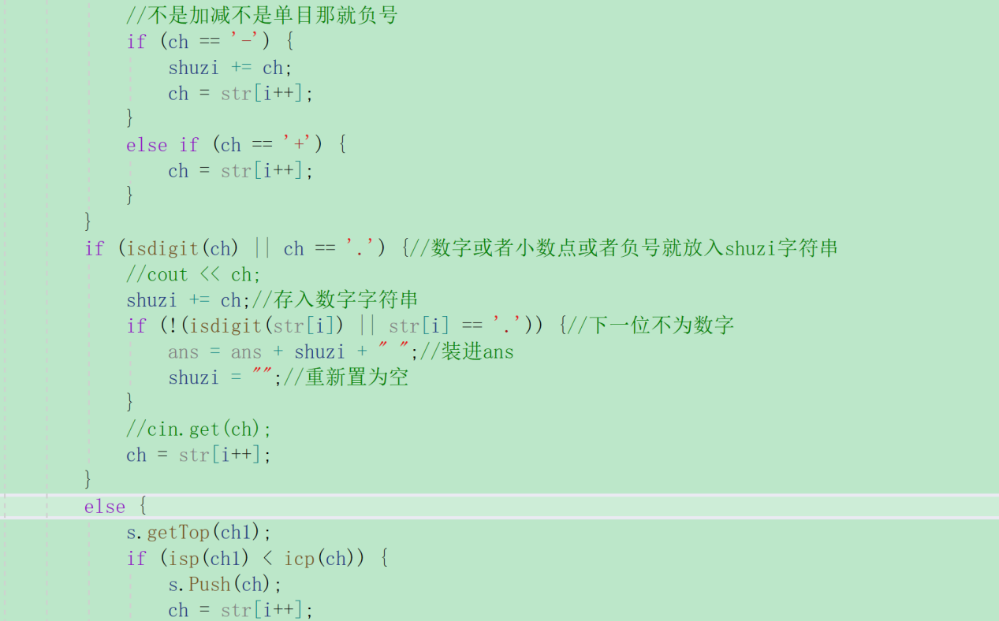 //不是加减不是单目那就负号
if (ch == '-') {
shuzi += ch;
ch = str[i++];
}
else if (ch == '+') {
ch = str[i++];
}
}
if (isdigit(ch) || ch == '.') {//数字或者小数点或者负号就放入shuzi字符串
//cout << ch;
shuzi += ch;//存入数字字符串
if (!(isdigit(str[i]) || str[i] == '.')) {//下一位不为数字
ans = ans + shuzi + " ";//装进ans
shuzi = "";//重新置为空
}
//cin.get(ch);
ch = str[i++];
}
else {
s.getTop(ch1);
if (isp(ch1) < icp(ch)) {
s.Push(ch);
ch = str[i++];